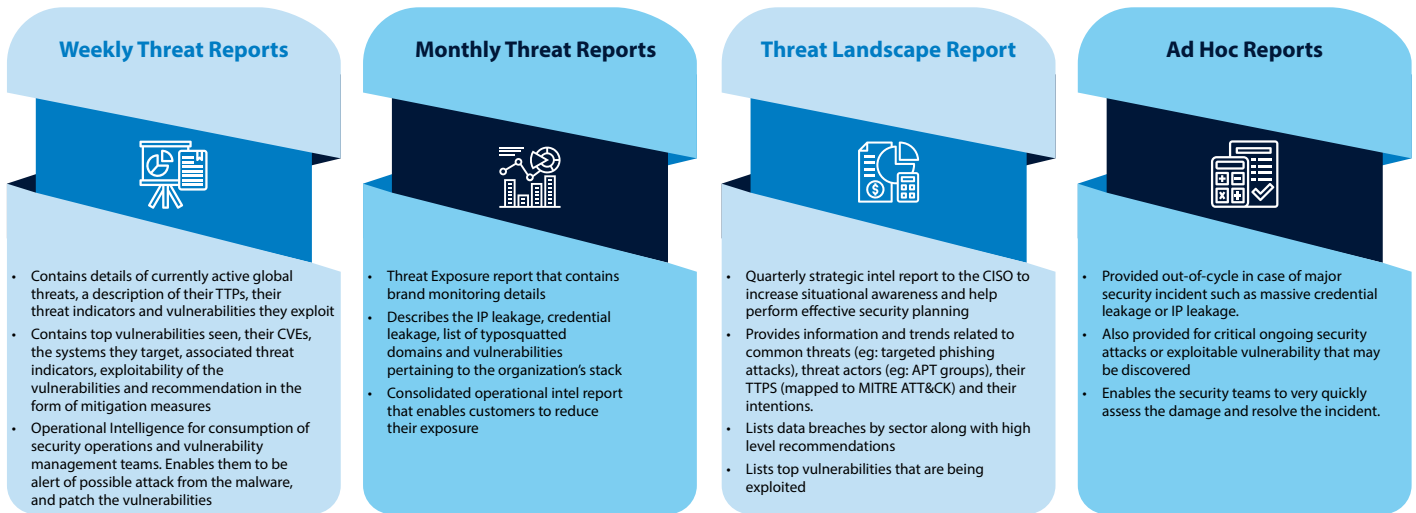 Weekly Threat Reports
• Contains details of currently active global
threats, a description of their TTPs, their
threat indicators and vulnerabilities they exploit
• Contains top vulnerabilities seen, their CVEs,
the systems they target, associated threat
indicators, exploitability of the
vulnerabilities and recommendation in the
form of mitigation measures
• Operational Intelligence for consumption of
security operations and vulnerability
management teams. Enables them to be
alert of possible attack from the malware,
and patch the vulnerabilities
Monthly Threat Reports
• Threat Exposure report that contains
brand monitoring details
• Describes the IP leakage, credential
leakage, list of typosquatted
domains and vulnerabilities
pertaining to the organization's stack
• Consolidated operational intel report
that enables customers to reduce
their exposure
Threat Landscape Report
• Quarterly strategic intel report to the CISO to
increase situational awareness and help
perform effective security planning
• Provides information and trends related to
common threats (eg: targeted phishing
attacks), threat actors (eg: APT groups), their
TTPS (mapped to MITRE ATT&CK) and their
intentions.
• Lists data breaches by sector along with high
level recommendations
• Lists top vulnerabilities that are being
exploited
Ad Hoc Reports
• Provided out-of-cycle in case of major
security incident such as massive credential
leakage or IP leakage.
• Also provided for critical ongoing security
attacks or exploitable vulnerability that may
be discovered
• Enables the security teams to very quickly
assess the damage and resolve the incident.